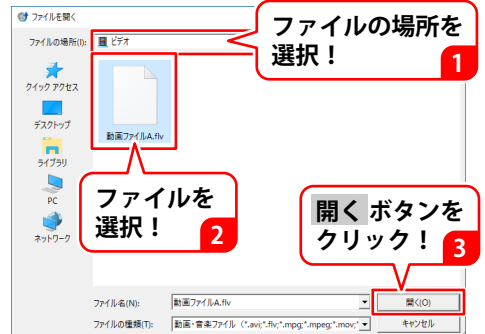 ファイルを開く
ファイルの場所(I):
ビデオ
ファイルの場所を
選択！
1
クイック アクセス
デスクトップ
ライブラリ
PC
ネットワーク
動画ファイルA.flv
ファイルを
選択！
2
開く ボタンを
クリック！
3
ファイル名(N):
動画ファイルA.flv
開く(O)
ファイルの種類(T):
動画・音楽ファイル (*.avi;*.flv;*.mpg;*.mpeg;*.mov;*
キャンセル